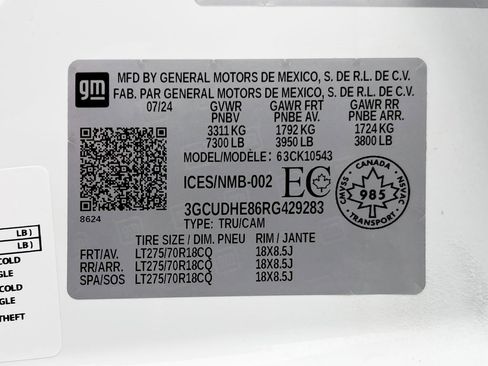 gm
MFD BY GENERAL MOTORS DE MEXICO, S. DE R.L. DE C.V.
FAB. PAR GENERAL MOTORS DE MEXICO, S. DE R.L. DE C.V.
07/24 GVWR GAWR FRT GAWR RR
PNBV PNBE AV. PNBE ARR.
3311 KG 1792 KG 1724 KG
7300 LB 3950 LB 3800 LB
MODEL/MODÈLE: 63CK10543
ICES/NMB-002 EC
CANADA
CMVSS 985 NSVAC
TRANSPORT
8624
3GCUDHE86RG429283
TYPE: TRU/CAM
TIRE SIZE / DIM. PNEU RIM / JANTE
FRT/AV. LT275/70R18CQ 18X8.5J
RR/ARR. LT275/70R18CQ 18X8.5J
SPA/SOS LT275/70R18CQ 18X8.5J
LB )
LB )
COLD
GLE
COLD
GLE
THEFT